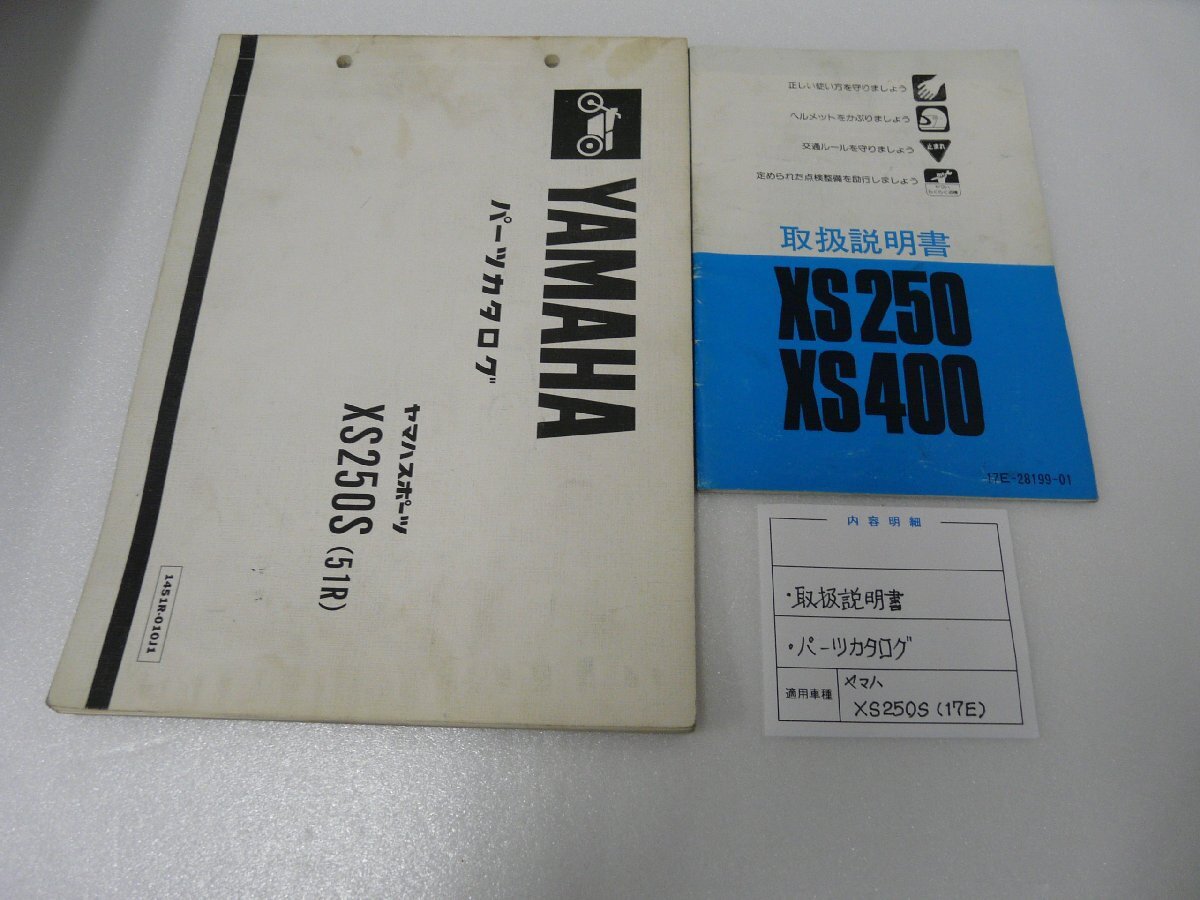 YAMAHA
パーツカタログ
ヤマハスポーツ
XS250S (51R)
1451R-010J1
正しい使い方を守りましょう
ヘルメットをかぶりましょう
交通ルールを守りましょう
止まれ
定められた点検整備を励行しましょう
取扱説明書
XS250
XS400
17E-28199-01
内容明細
・取扱説明書
・パーツカタログ
適用車種
ヤマハ
XS250S(17E)